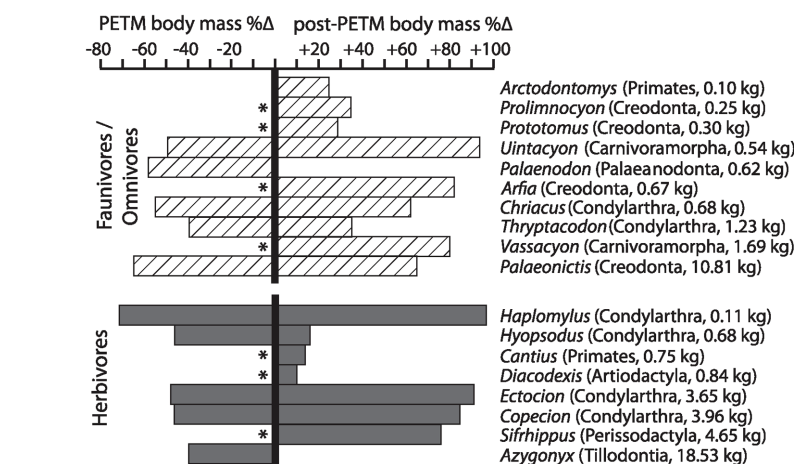 PETM body mass %Δ post-PETM body mass %Δ
-80 -60 -40 -20 +20 +40 +60 +80 +100
Faunivores /
Omnivores
Arctodontomys (Primates, 0.10 kg)
* Prolimnocyon (Creodonta, 0.25 kg)
* Prototomus (Creodonta, 0.30 kg)
Uintacyon (Carnivoramorpha, 0.54 kg)
Palaenodon (Palaeanodonta, 0.62 kg)
* Arfia (Creodonta, 0.67 kg)
Chriacus (Condylarthra, 0.68 kg)
Thryptacodon (Condylarthra, 1.23 kg)
* Vassacyon (Carnivoramorpha, 1.69 kg)
Palaeonictis (Creodonta, 10.81 kg)
Herbivores
Haplomylus (Condylarthra, 0.11 kg)
Hyopsodus (Condylarthra, 0.68 kg)
* Cantius (Primates, 0.75 kg)
* Diacodexis (Artiodactyla, 0.84 kg)
Ectocion (Condylarthra, 3.65 kg)
Copecion (Condylarthra, 3.96 kg)
* Sifrhippus (Perissodactyla, 4.65 kg)
Azygonyx (Tillodontia, 18.53 kg)